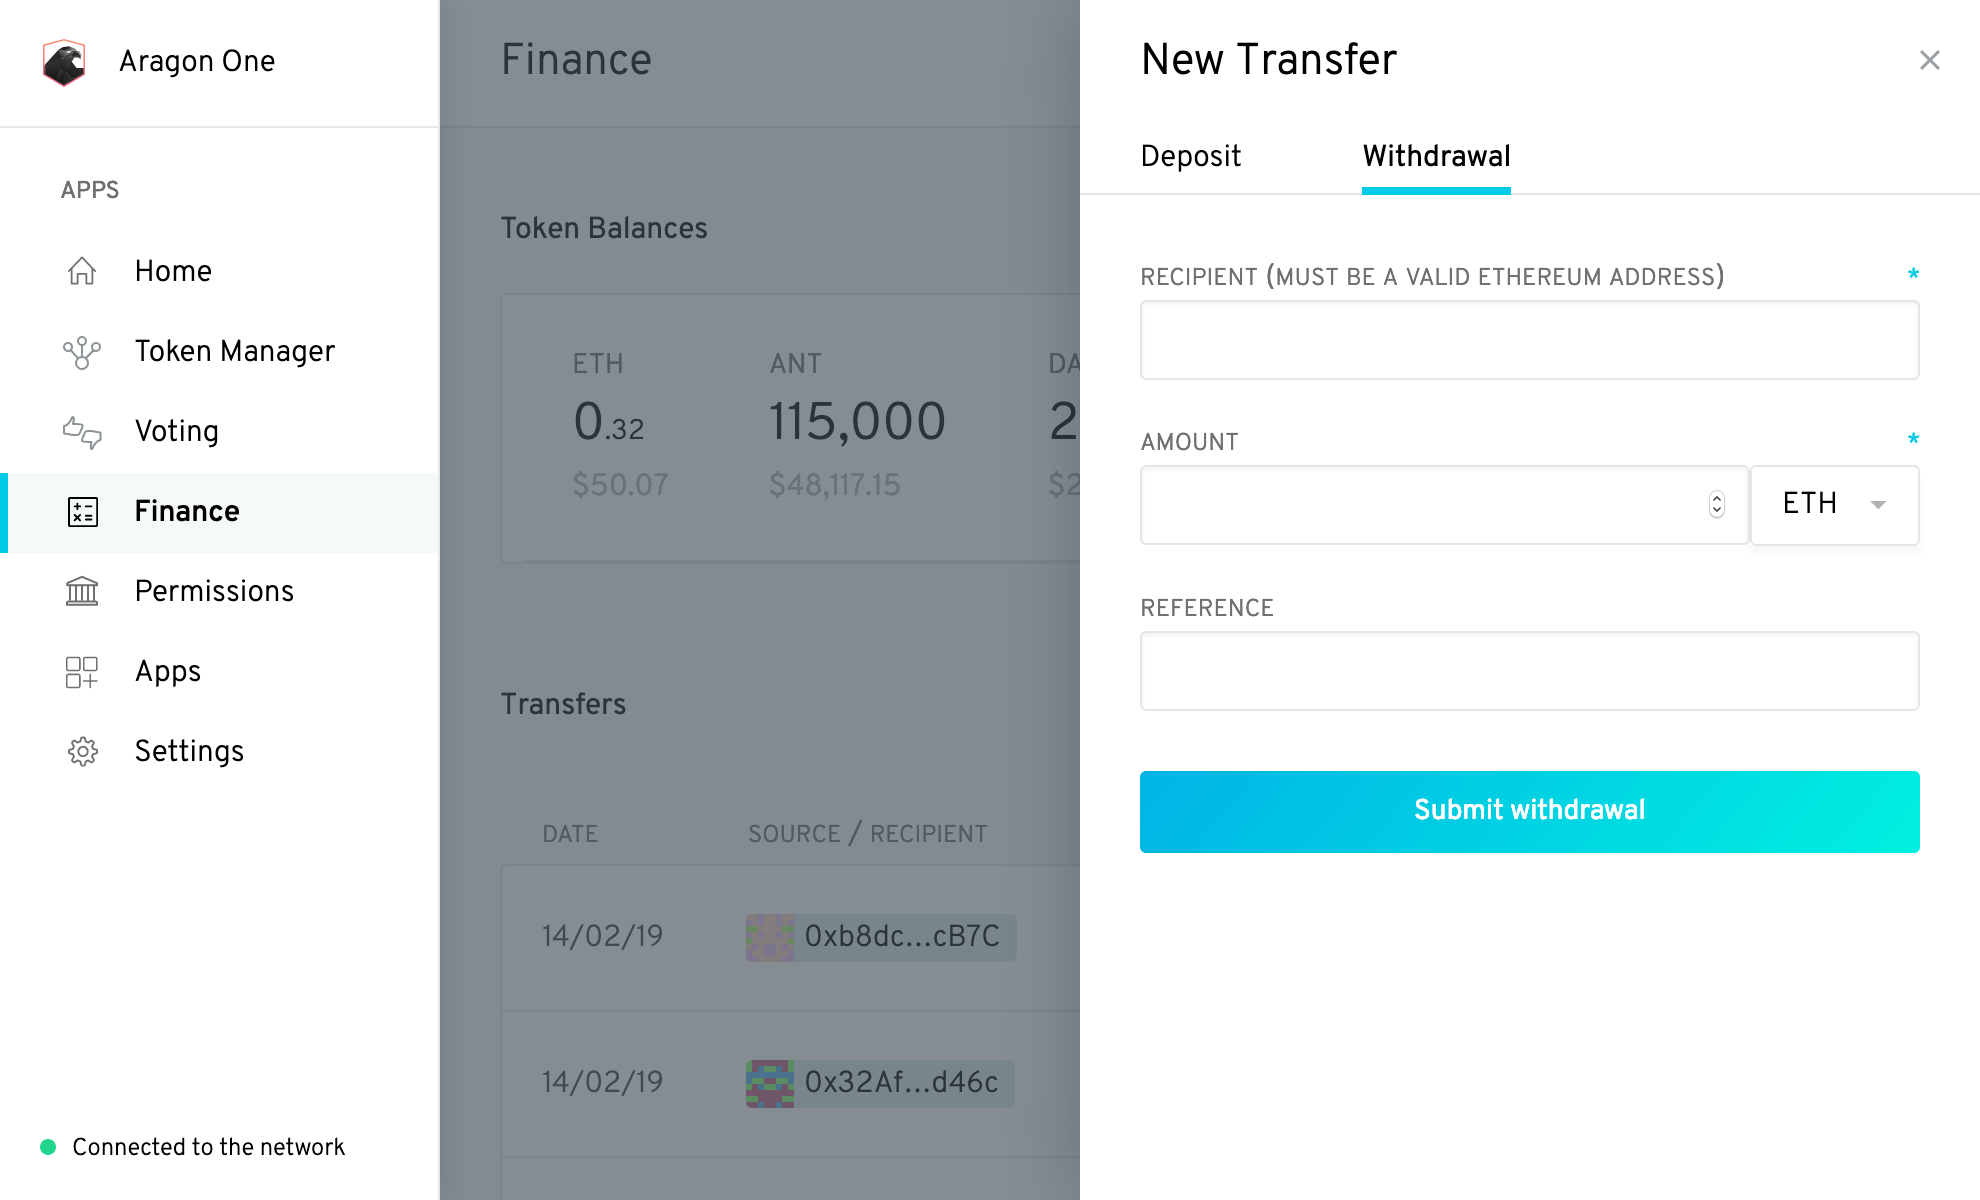 Aragon One
APPS
Home
Token Manager
Voting
Finance
Permissions
Apps
Settings
Connected to the network
Finance
Token Balances
ETH
0.32
$50.07
ANT
115,000
$48,117.15
DA
2
$2
Transfers
DATE
SOURCE / RECIPIENT
14/02/19
0xb8dc...cB7C
14/02/19
0x32Af...d46c
New Transfer
Deposit
Withdrawal
RECIPIENT (MUST BE A VALID ETHEREUM ADDRESS) *
AMOUNT *
ETH
REFERENCE
Submit withdrawal